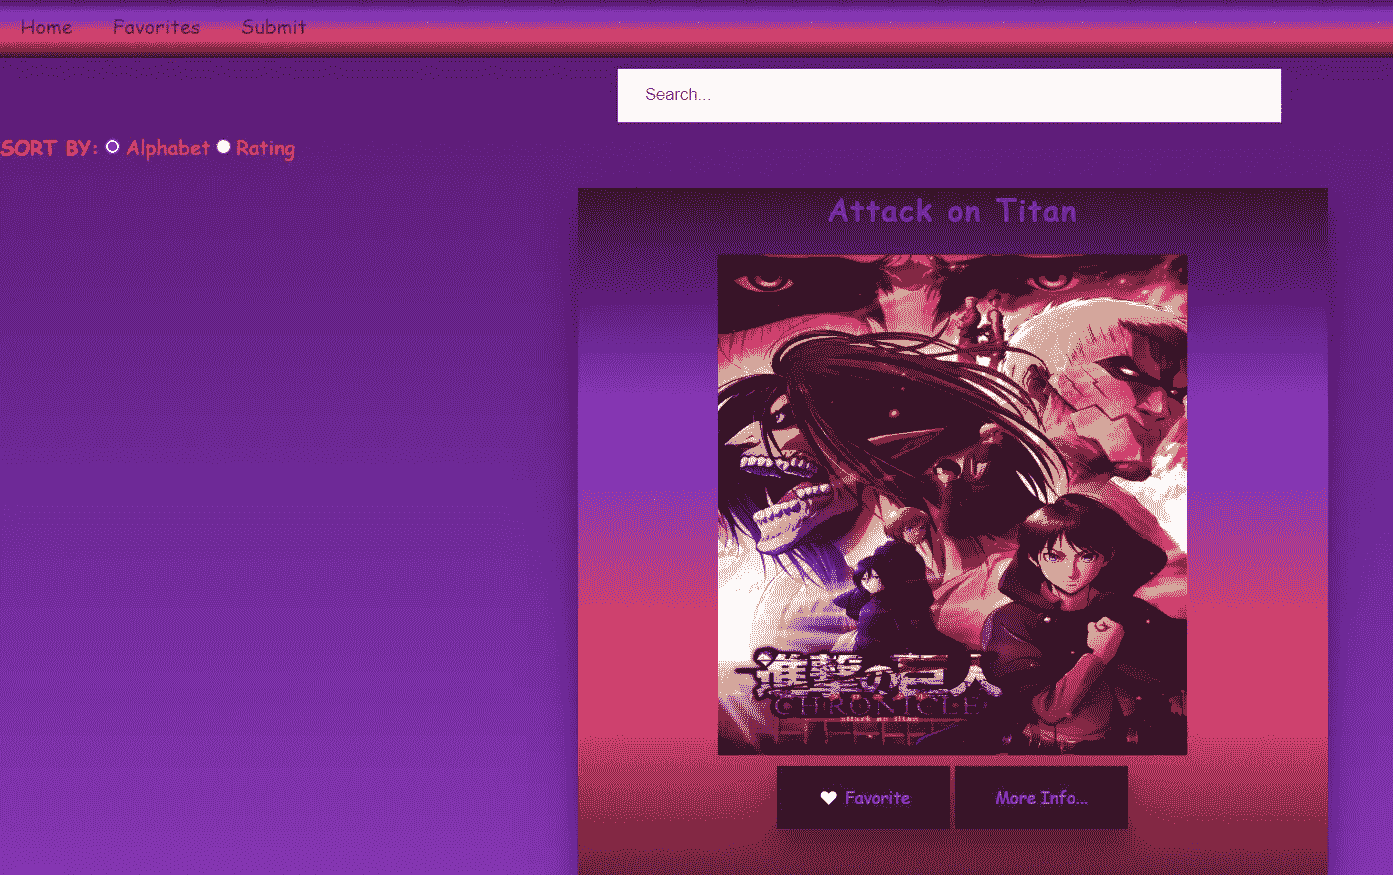 Home Favorites Submit
Search...
SORT BY: Alphabet Rating
Attack on Titan
進撃の巨人
CHRONICLE
attack on titan
Favorite More Info...